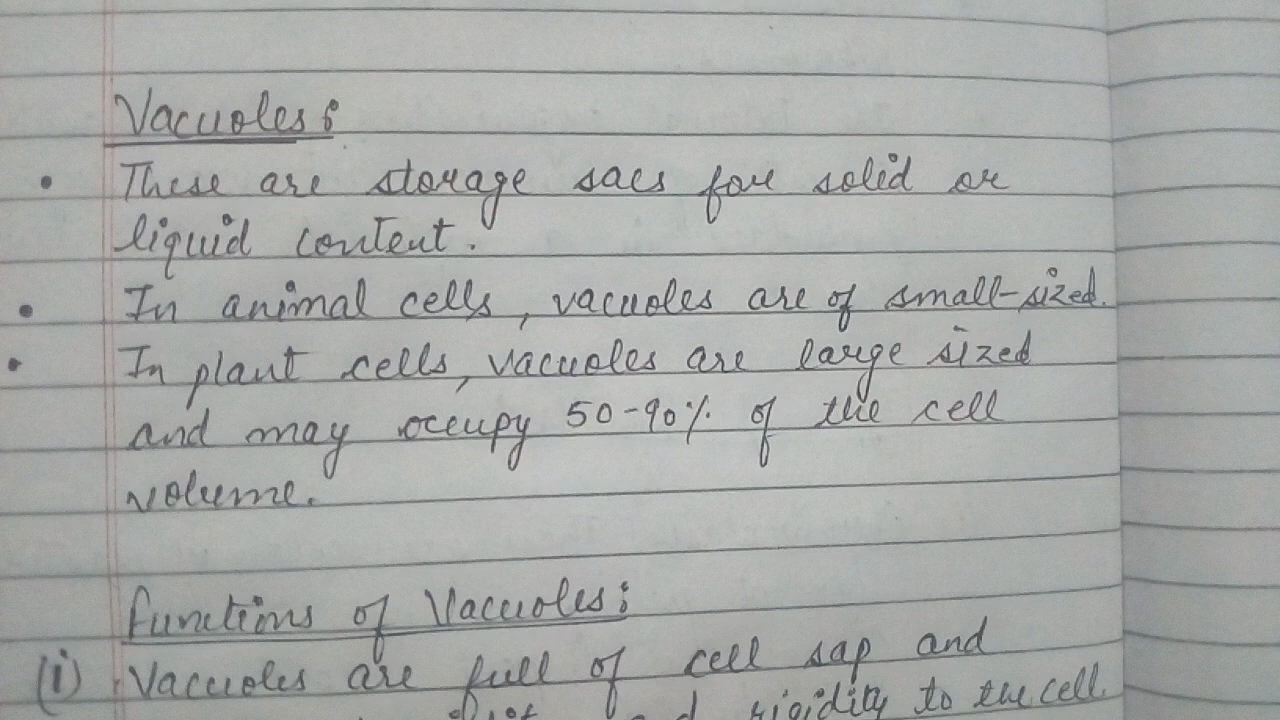 Vacuoles:
These are storage sacs for solid or
liquid content.
In animal cells, vacuoles are of small-sized.
In plant cells, vacuoles are large sized
and may occupy 50-90% of the cell
volume.
Functions of Vacuoles:
(i) Vacuoles are full of cell sap and
rigidity to the cell.